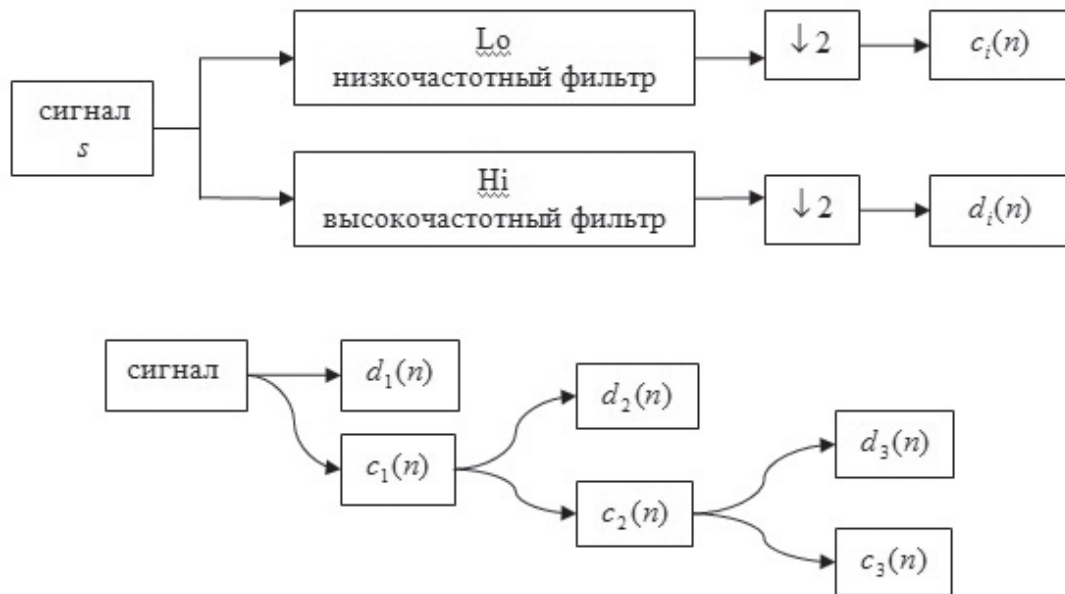 сигнал
s
Lo
низкочастотный фильтр
↓2
c_i(n)
Hi
высокочастотный фильтр
↓2
d_i(n)
сигнал
d_1(n)
c_1(n)
d_2(n)
c_2(n)
d_3(n)
c_3(n)